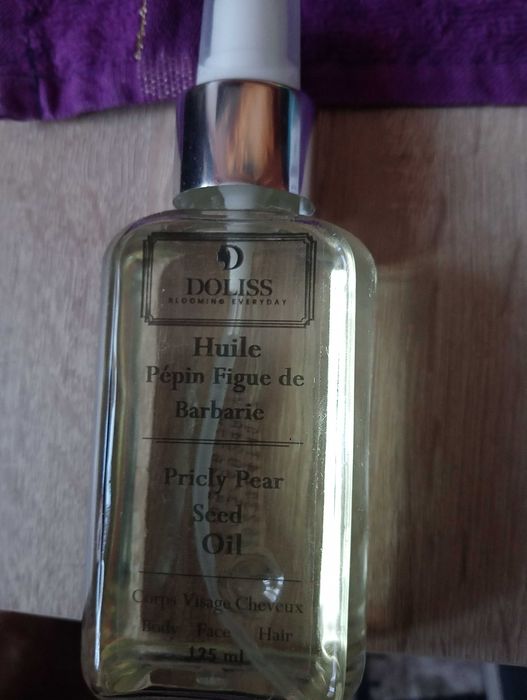 D
DOLISS
BLOOMING EVERYDAY
Huile
Pépin Figue de
Barbarie
Pricly Pear
Seed
Oil
Corps Visage Cheveux
Body Face Hair
125 ml